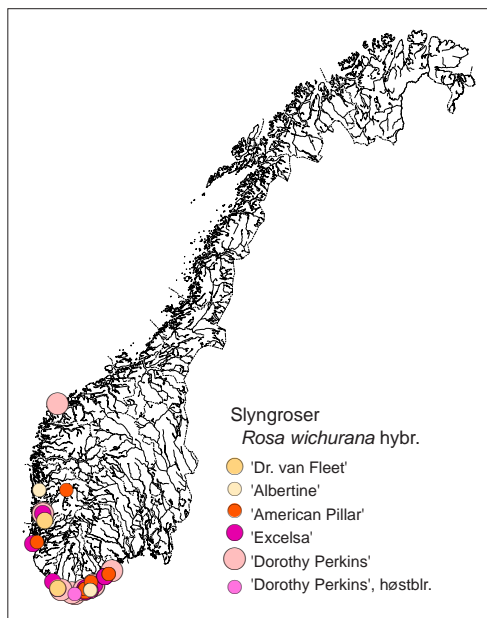 Slyngroser
Rosa wichurana hybr.
'Dr. van Fleet'
'Albertine'
'American Pillar'
'Excelsa'
'Dorothy Perkins'
'Dorothy Perkins', høstblr.